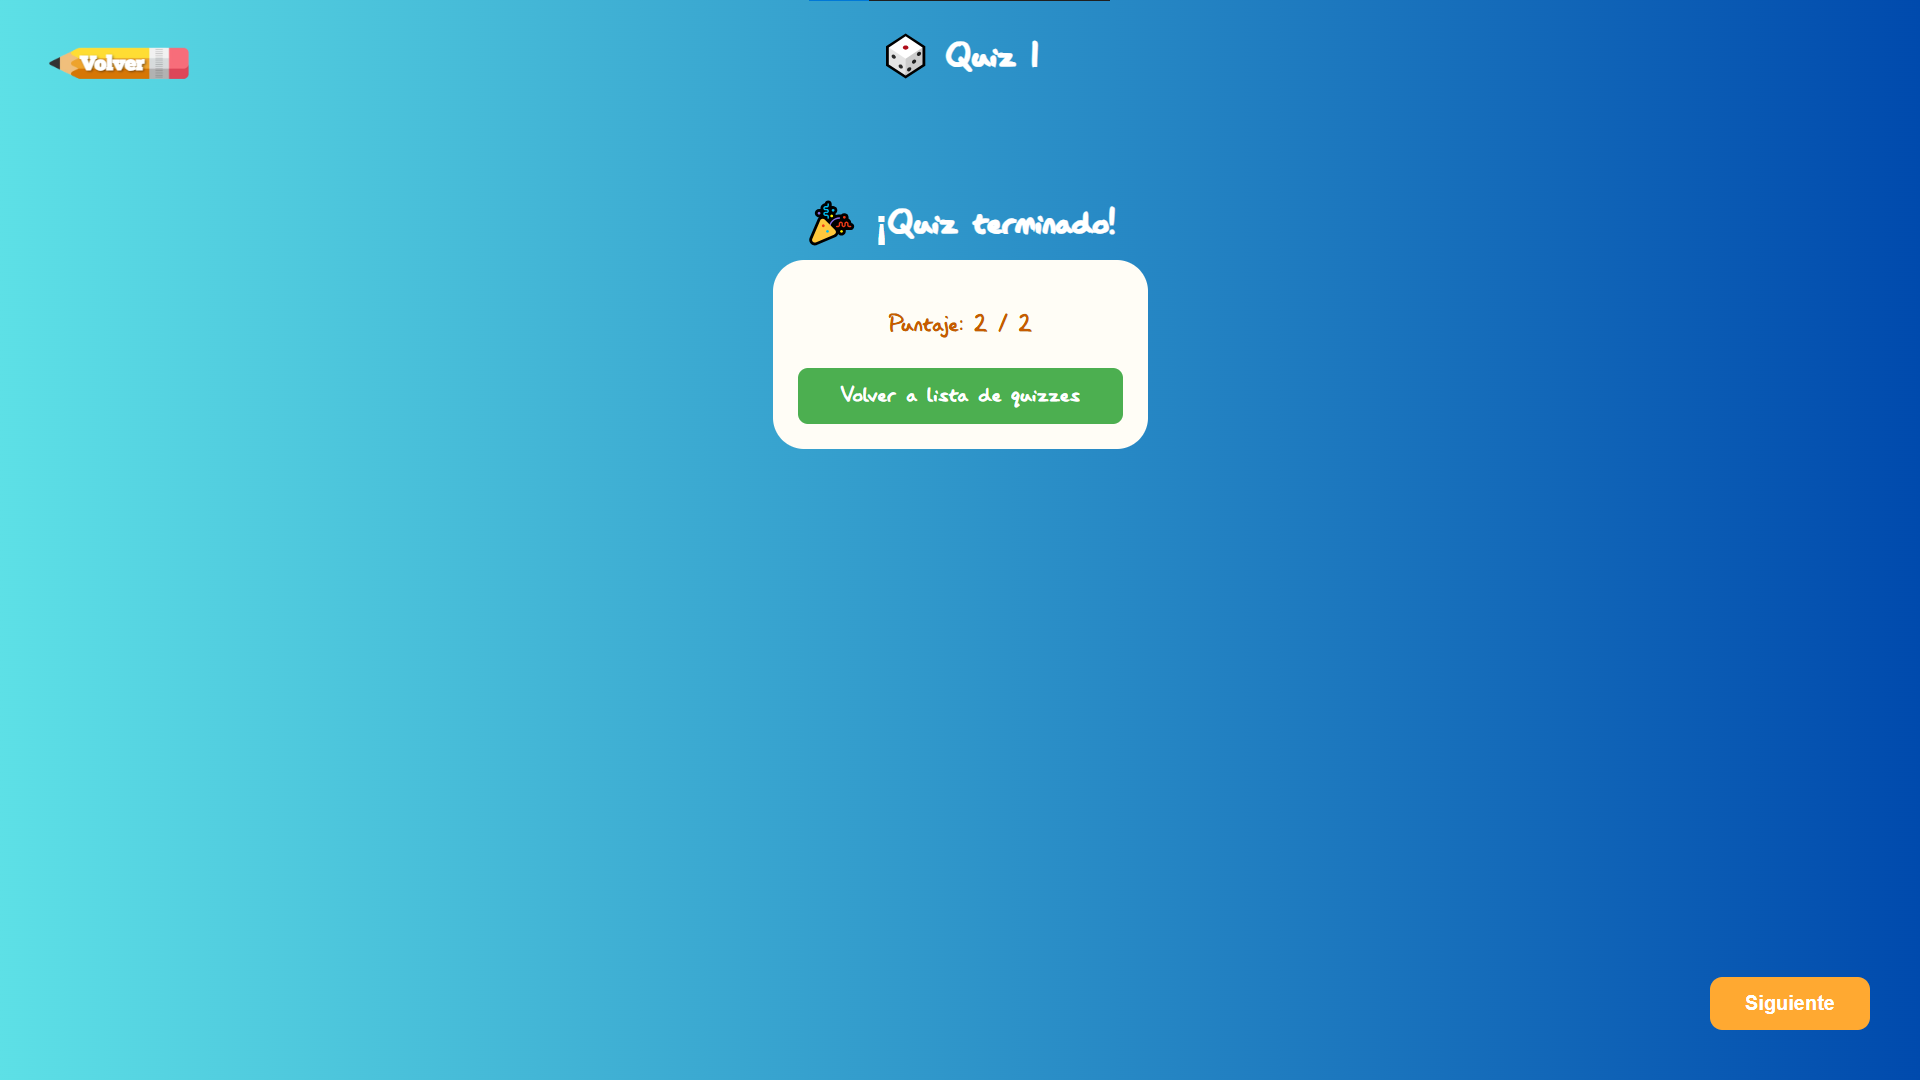 Volver
Quiz 1
¡Quiz terminado!
Puntaje: 2 / 2
Volver a lista de quizzes
Siguiente